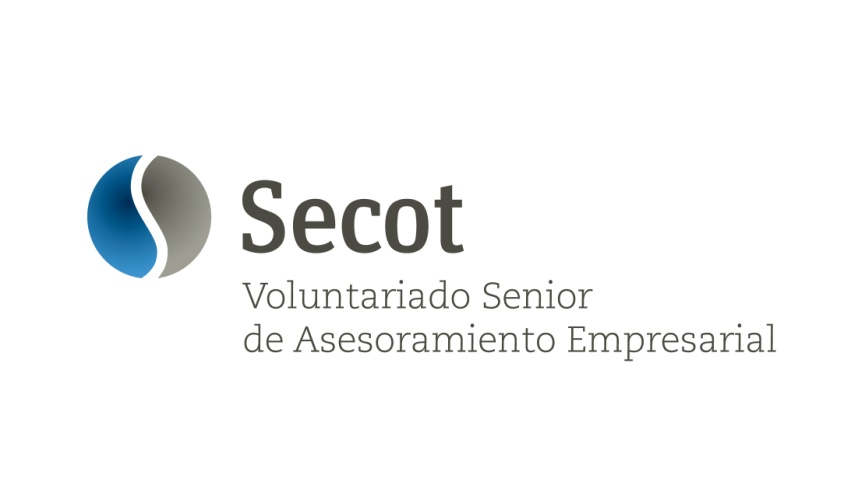 Secot
Voluntariado Senior
de Asesoramiento Empresarial